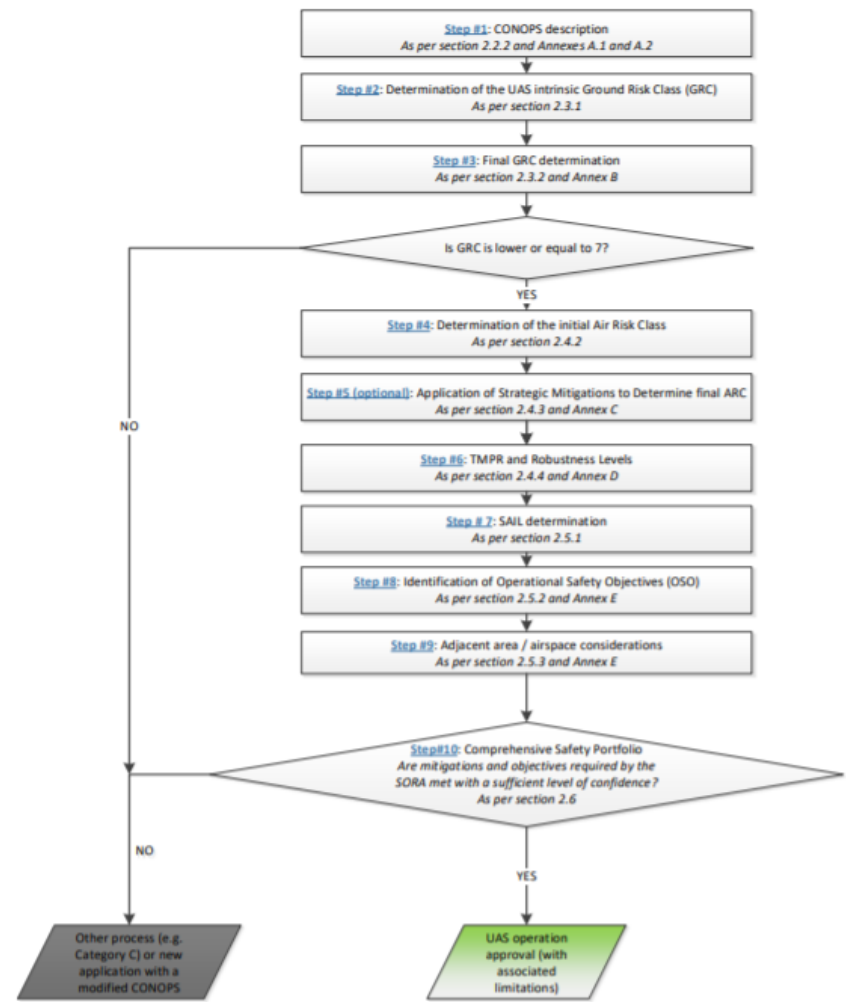 Step #1: CONOPS description
As per section 2.2.2 and Annexes A.1 and A.2
Step #2: Determination of the UAS intrinsic Ground Risk Class (GRC)
As per section 2.3.1
Step #3: Final GRC determination
As per section 2.3.2 and Annex B
Is GRC is lower or equal to 7?
YES
Step #4: Determination of the initial Air Risk Class
As per section 2.4.2
Step #5 (optional): Application of Strategic Mitigations to Determine final ARC
As per section 2.4.3 and Annex C
NO
Step #6: TMPR and Robustness Levels
As per section 2.4.4 and Annex D
Step # 7: SAIL determination
As per section 2.5.1
Step #8: Identification of Operational Safety Objectives (OSO)
As per section 2.5.2 and Annex E
Step #9: Adjacent area / airspace considerations
As per section 2.5.3 and Annex E
Step#10: Comprehensive Safety Portfolio
Are mitigations and objectives required by the
SORA met with a sufficient level of confidence?
As per section 2.6
NO
YES
Other process (e.g.
Category C) or new
application with a
modified CONOPS
UAS operation
approval (with
associated
limitations)